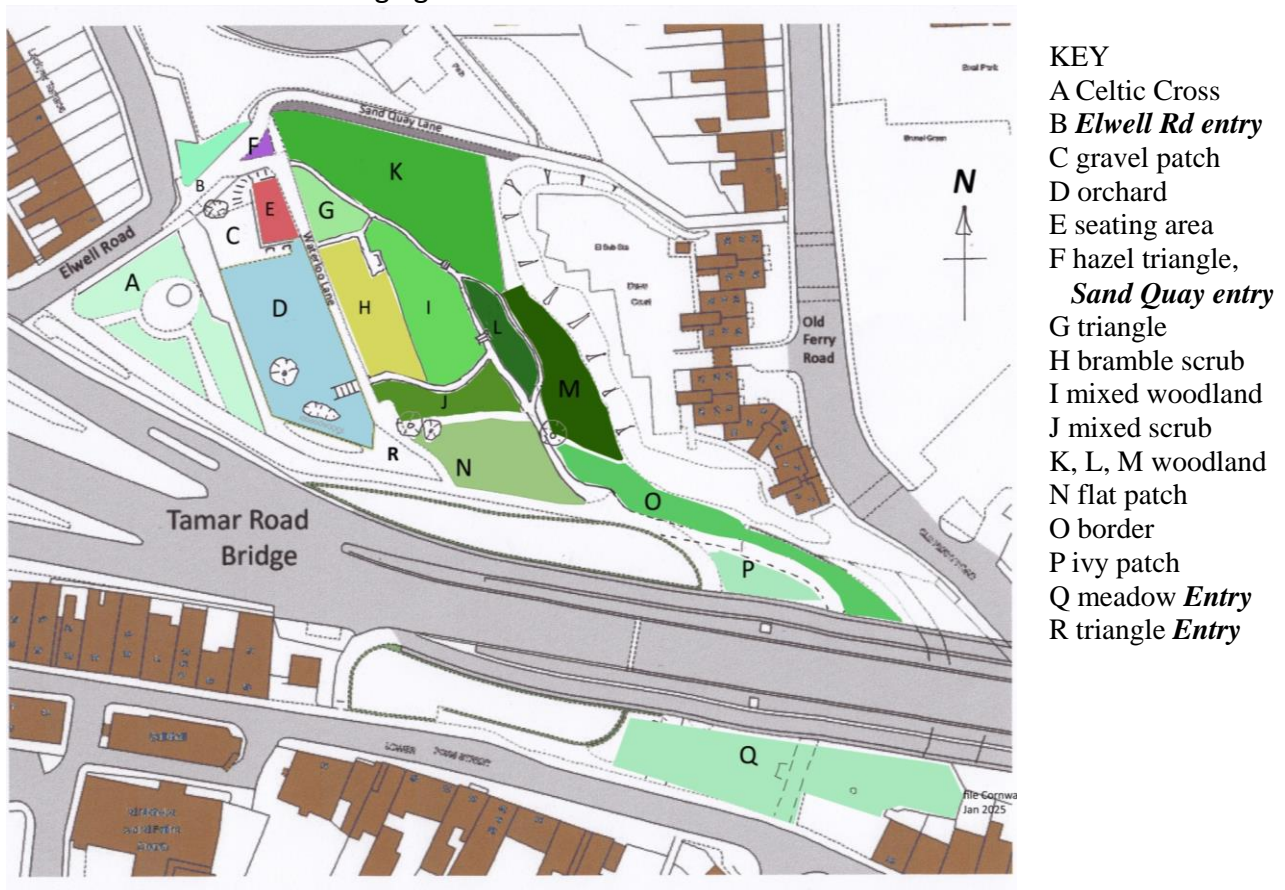 Sand Quay Lane
N
F
K
B
G
E
C
Waterloo Lane
Elwell Road
A
D
H
I
L
M
J
R
N
O
P
Old
Ferry
Road
Tamar Road
Bridge
LOWER
Q
Jan 2025
KEY
A Celtic Cross
B Elwell Rd entry
C gravel patch
D orchard
E seating area
F hazel triangle,
Sand Quay entry
G triangle
H bramble scrub
I mixed woodland
J mixed scrub
K, L, M woodland
N flat patch
O border
P ivy patch
Q meadow Entry
R triangle Entry